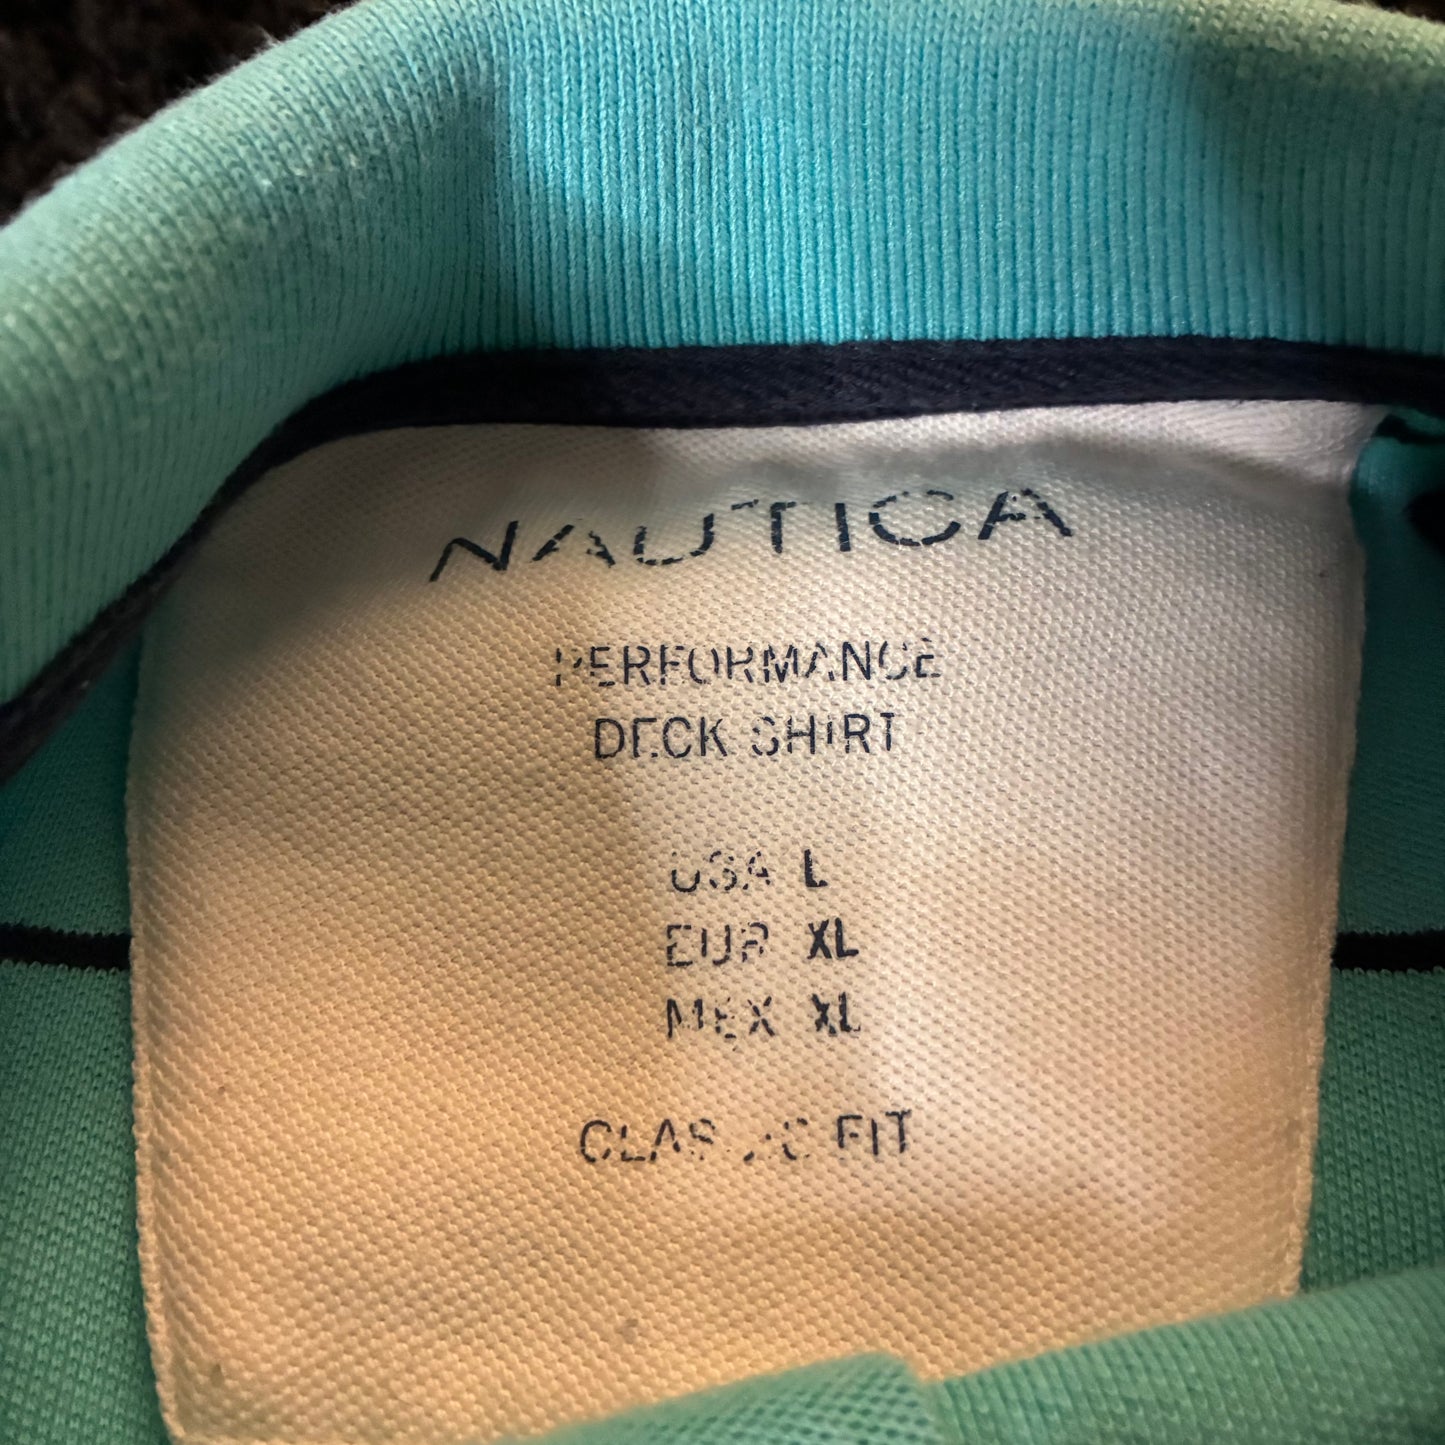 NAUTICA
PERFORMANCE
DECK SHIRT
USA L
EUR XL
MEX XL
CLASSIC FIT